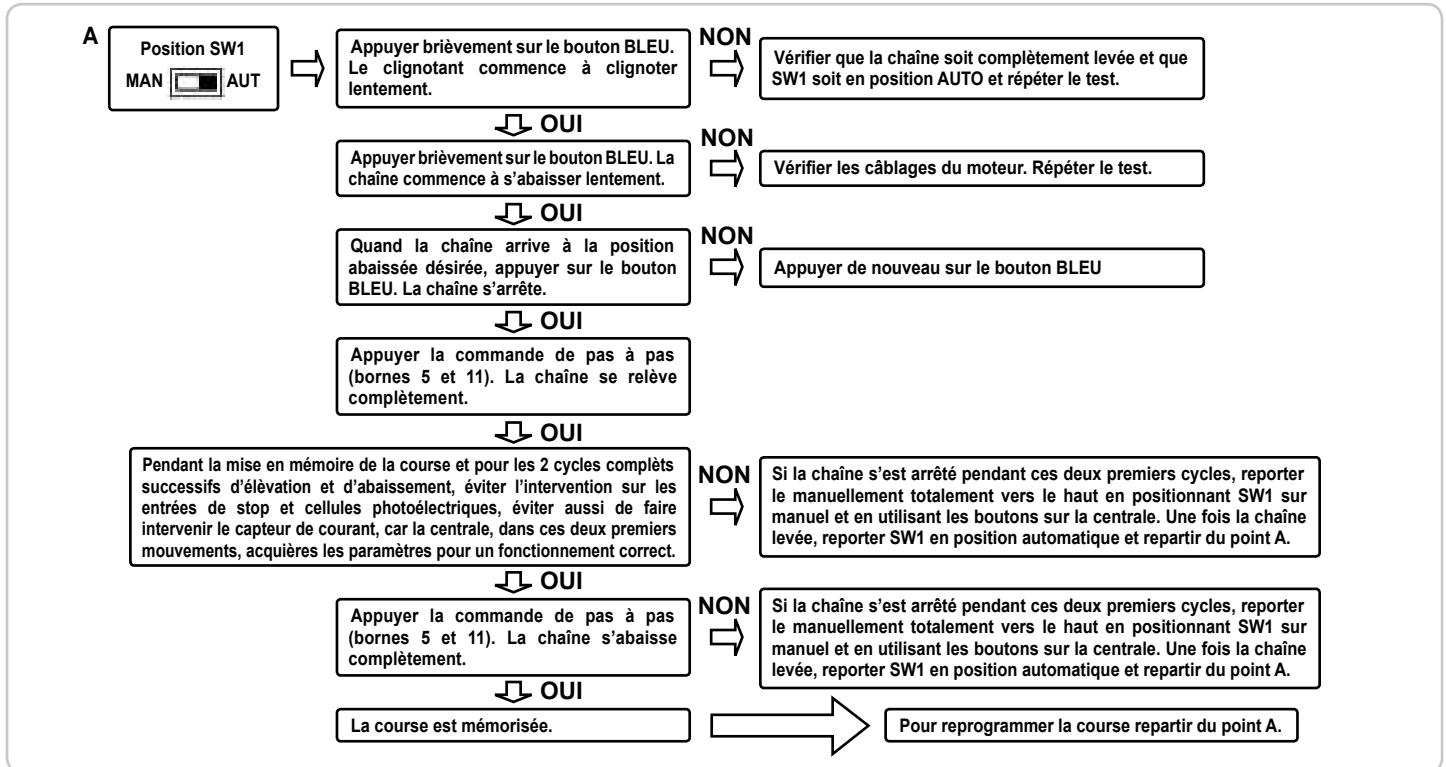 A
Position SW1
MAN AUT
Appuyer brièvement sur le bouton BLEU.
Le clignotant commence à clignoter
lentement.
NON
Vérifier que la chaîne soit complètement levée et que
SW1 soit en position AUTO et répéter le test.
OUI
Appuyer brièvement sur le bouton BLEU. La
chaîne commence à s’abaisser lentement.
NON
Vérifier les câblages du moteur. Répéter le test.
OUI
Quand la chaîne arrive à la position
abaissée désirée, appuyer sur le bouton
BLEU. La chaîne s’arrête.
NON
Appuyer de nouveau sur le bouton BLEU
OUI
Appuyer la commande de pas à pas
(bornes 5 et 11). La chaîne se relève
complètement.
OUI
Pendant la mise en mémoire de la course et pour les 2 cycles complèts
successifs d’élèvation et d’abaissement, éviter l’intervention sur les
entrées de stop et cellules photoélectriques, éviter aussi de faire
intervenir le capteur de courant, car la centrale, dans ces deux premiers
mouvements, acquières les paramètres pour un fonctionnement correct.
NON
Si la chaîne s’est arrêté pendant ces deux premiers cycles, reporter
le manuellement totalement vers le haut en positionnant SW1 sur
manuel et en utilisant les boutons sur la centrale. Une fois la chaîne
levée, reporter SW1 en position automatique et repartir du point A.
OUI
Appuyer la commande de pas à pas
(bornes 5 et 11). La chaîne s’abaisse
complètement.
NON
Si la chaîne s’est arrêté pendant ces deux premiers cycles, reporter
le manuellement totalement vers le haut en positionnant SW1 sur
manuel et en utilisant les boutons sur la centrale. Une fois la chaîne
levée, reporter SW1 en position automatique et repartir du point A.
OUI
La course est mémorisée.
Pour reprogrammer la course repartir du point A.